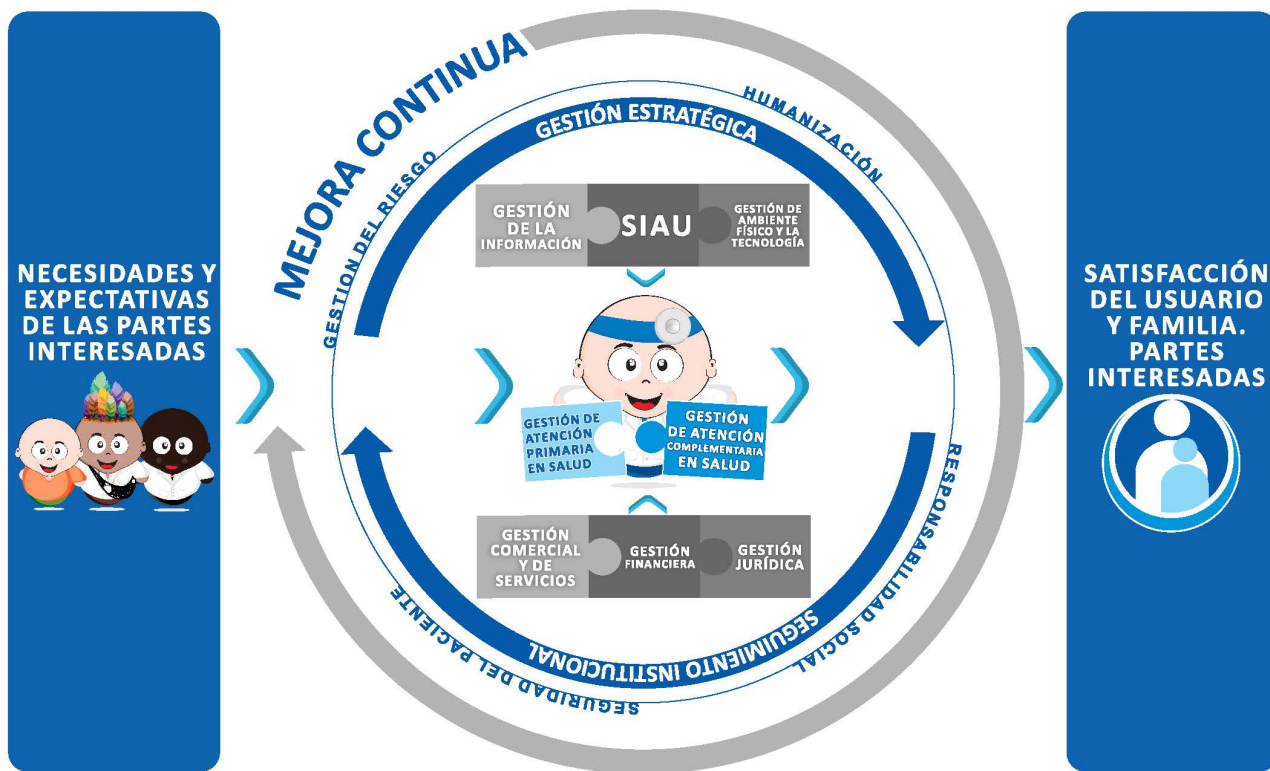 NECESIDADES Y
EXPECTATIVAS
DE LAS PARTES
INTERESADAS
MEJORA CONTINUA
GESTION DEL RIESGO
HUMANIZACIÓN
RESPONSABILIDAD SOCIAL
SEGURIDAD DEL PACIENTE
GESTIÓN ESTRATÉGICA
SEGUIMIENTO INSTITUCIONAL
GESTIÓN
DE LA
INFORMACIÓN
SIAU
GESTIÓN DE
AMBIENTE
FÍSICO Y LA
TECNOLOGÍA
GESTIÓN DE
ATENCIÓN
PRIMARIA
EN SALUD
GESTIÓN
DE ATENCIÓN
COMPLEMENTARIA
EN SALUD
GESTIÓN
COMERCIAL
Y DE
SERVICIOS
GESTIÓN
FINANCIERA
GESTIÓN
JURÍDICA
SATISFACCIÓN
DEL USUARIO
Y FAMILIA.
PARTES
INTERESADAS